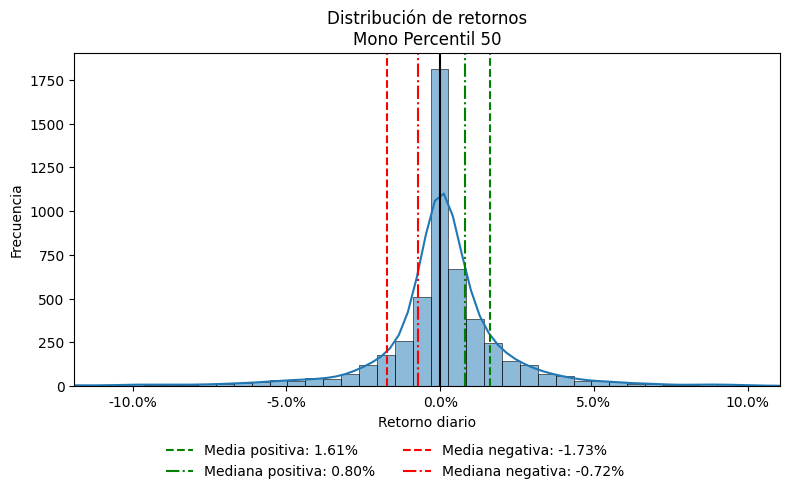 Distribución de retornos
Mono Percentil 50
Frecuencia
1750
1500
1250
1000
750
500
250
0
-10.0%
-5.0%
0.0%
5.0%
10.0%
Retorno diario
Media positiva: 1.61%
Mediana positiva: 0.80%
Media negativa: -1.73%
Mediana negativa: -0.72%